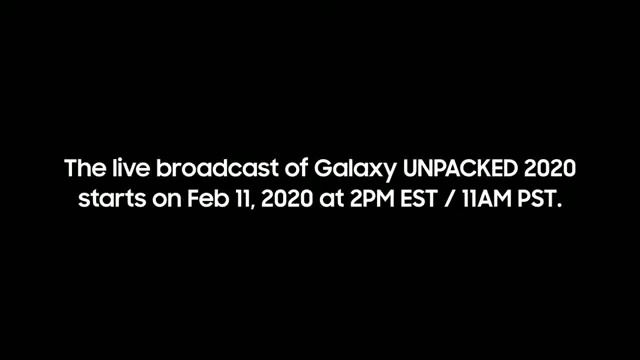 The live broadcast of Galaxy UNPACKED 2020
starts on Feb 11, 2020 at 2PM EST / 11AM PST.